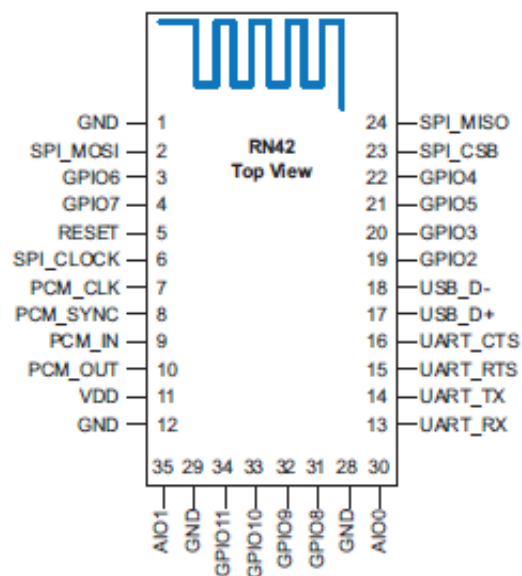 GND 1 24 SPI_MISO
SPI_MOSI 2 RN42 23 SPI_CSB
GPIO6 3 Top View 22 GPIO4
GPIO7 4 21 GPIO5
RESET 5 20 GPIO3
SPI_CLOCK 6 19 GPIO2
PCM_CLK 7 18 USB_D-
PCM_SYNC 8 17 USB_D+
PCM_IN 9 16 UART_CTS
PCM_OUT 10 15 UART_RTS
VDD 11 14 UART_TX
GND 12 13 UART_RX
35 29 34 33 32 31 28 30
AIO1 GND GPIO11 GPIO10 GPIO9 GPIO8 GND AIO0